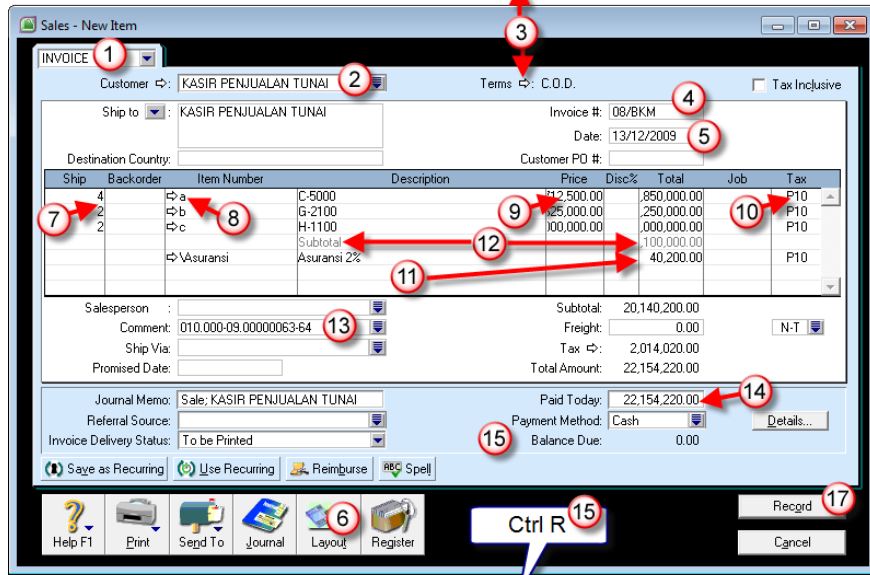 Sales - New Item
3
INVOICE 1
Customer : KASIR PENJUALAN TUNAI 2 Terms : C.O.D. Tax Inclusive
Ship to : KASIR PENJUALAN TUNAI Invoice #: 08/BKM 4
Date: 13/12/2009 5
Destination Country: Customer PO #:
Ship Backorder Item Number Description Price Disc% Total Job Tax
4 a C-5000 712,500.00 ,850,000.00 P10
7 2 8 b G-2100 9 625,000.00 ,250,000.00 10 P10
2 c H-1100 000,000.00 ,000,000.00 P10
Subtotal 12 ,100,000.00
\Asuransi Asuransi 2% 11 40,200.00 P10
Salesperson : Subtotal: 20,140,200.00
Comment: 010.000-09.00000063-64 13 Freight: 0.00 N-T
Ship Via: Tax : 2,014,020.00
Promised Date: Total Amount: 22,154,220.00
Journal Memo: Sale; KASIR PENJUALAN TUNAI Paid Today: 22,154,220.00 14
Referral Source: Payment Method: Cash Details...
Invoice Delivery Status: To be Printed 15 Balance Due: 0.00
Save as Recurring Use Recurring Reimburse ABC Spell
6 Ctrl R 15 Record 17
Help F1 Print Send To Journal Layout Register Cancel